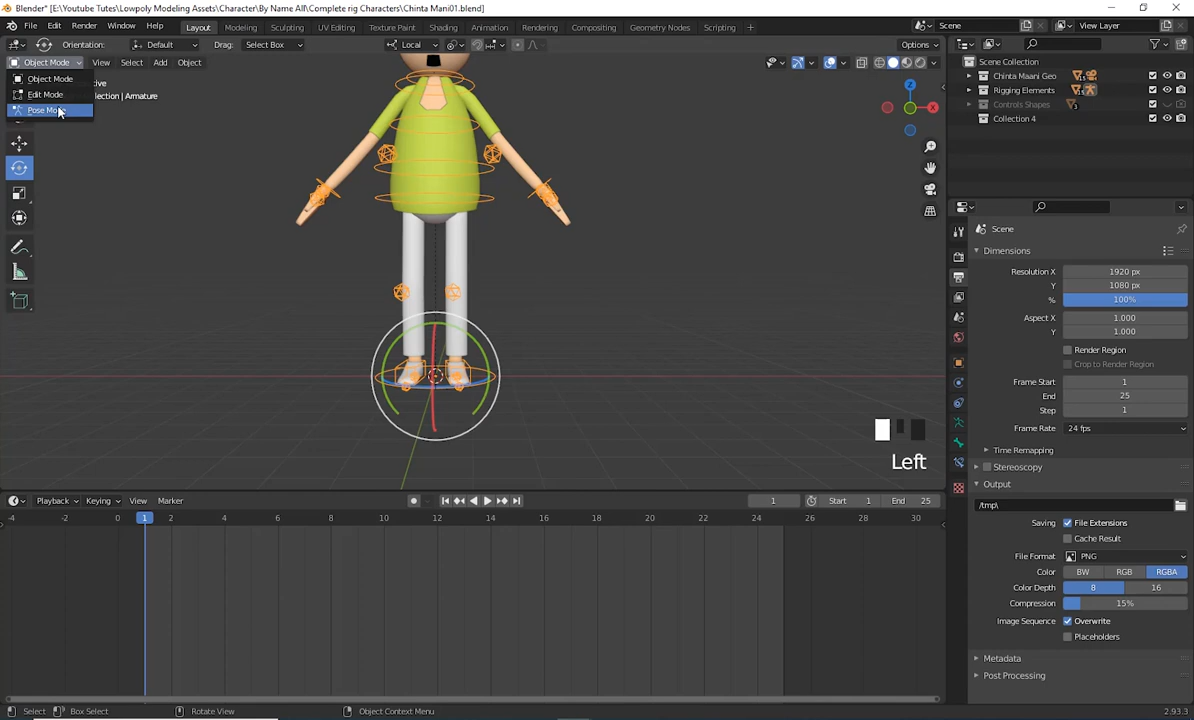 Blender* [E:\Youtube Tutes\Lowpoly Modeling Assets\Character\By Name All\Complete rig Characters\Chinta Mani01.blend]
File Edit Render Window Help Layout Modeling Sculpting UV Editing Texture Paint Shading Animation Rendering Compositing Geometry Nodes Scripting + Scene View Layer
Orientation: Default Drag: Select Box Local Options
Object Mode View Select Add Object
Object Mode
Edit Mode
Pose Mode
| Armature
X
Z
Left
Scene Collection
Chinta Maani Geo 15
Rigging Elements 15
Controls Shapes 3
Collection 4
Scene
Dimensions
Resolution X 1920 px
Y 1080 px
% 100%
Aspect X 1.000
Y 1.000
Render Region
Crop to Render Region
Frame Start 1
End 25
Step 1
Frame Rate 24 fps
Time Remapping
Stereoscopy
Output
/tmp\
Saving File Extensions
Cache Result
File Format PNG
Color BW RGB RGBA
Color Depth 8 16
Compression 15%
Image Sequence Overwrite
Placeholders
Metadata
Post Processing
Playback Keying View Marker 1 Start 1 End 25
-4 -2 0 1 2 4 6 8 10 12 14 16 18 20 22 24 26 28 30
Select Box Select Rotate View Object Context Menu 2.93.3